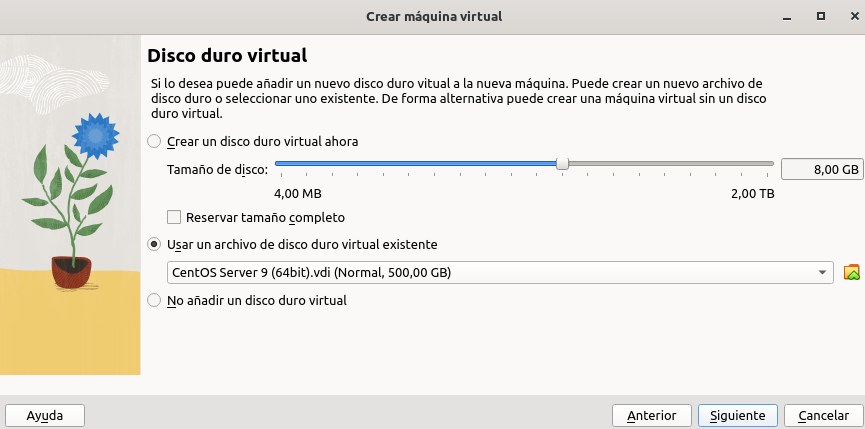 Crear máquina virtual
Disco duro virtual
Si lo desea puede añadir un nuevo disco duro vitual a la nueva máquina. Puede crear un nuevo archivo de
disco duro o seleccionar uno existente. De forma alternativa puede crear una máquina virtual sin un disco
duro virtual.
Crear un disco duro virtual ahora
Tamaño de disco: 8,00 GB
4,00 MB 2,00 TB
Reservar tamaño completo
Usar un archivo de disco duro virtual existente
CentOS Server 9 (64bit).vdi (Normal, 500,00 GB)
No añadir un disco duro virtual
Ayuda Anterior Siguiente Cancelar